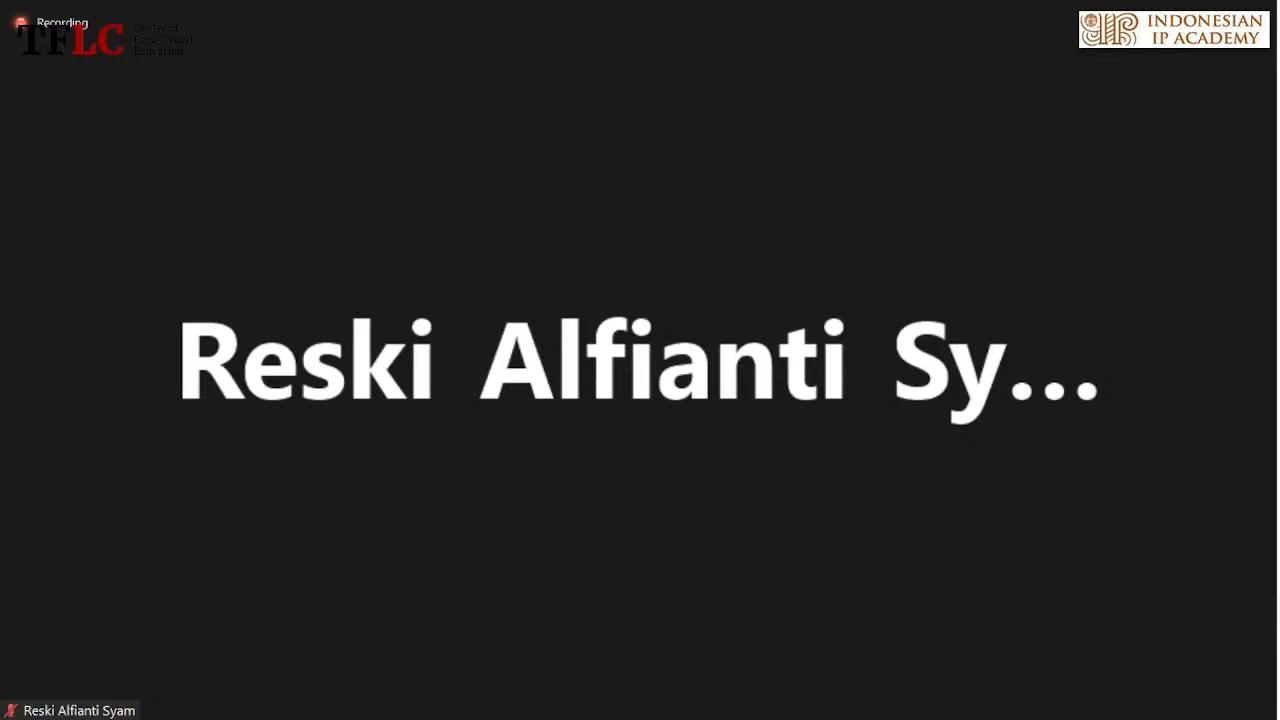 Recording
TFLC
INDONESIAN
IP ACADEMY
Reski Alfianti Sy...
Reski Alfianti Syam